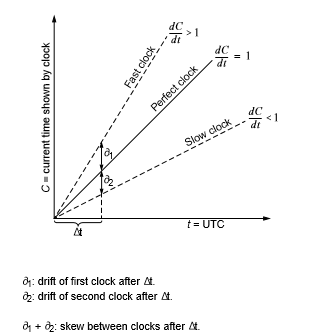 dC/dt > 1
Fast clock
dC/dt = 1
Perfect clock
dC/dt < 1
Slow clock
C = current time shown by clock
∂1
∂2
Δt
t = UTC
∂1: drift of first clock after Δt.
∂2: drift of second clock after Δt.
∂1 + ∂2: skew between clocks after Δt.